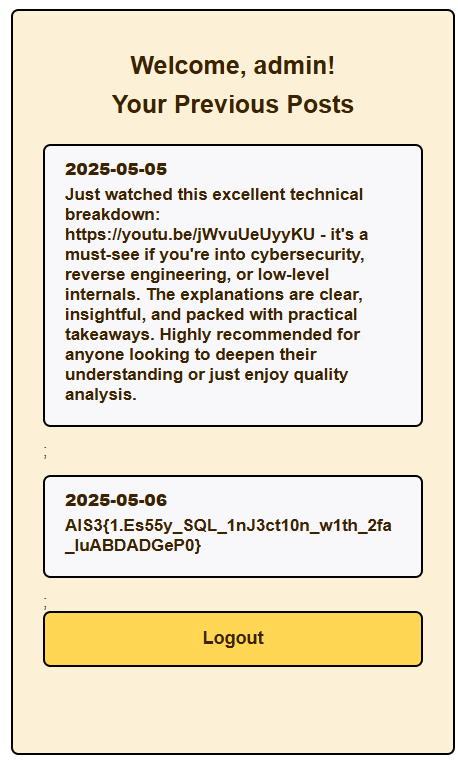 Welcome, admin!
Your Previous Posts
2025-05-05
Just watched this excellent technical
breakdown:
https://youtu.be/jWvuUeUyyKU - it's a
must-see if you're into cybersecurity,
reverse engineering, or low-level
internals. The explanations are clear,
insightful, and packed with practical
takeaways. Highly recommended for
anyone looking to deepen their
understanding or just enjoy quality
analysis.
;
2025-05-06
AIS3{1.Es55y_SQL_1nJ3ct10n_w1th_2fa
_IuABDADGeP0}
;
Logout